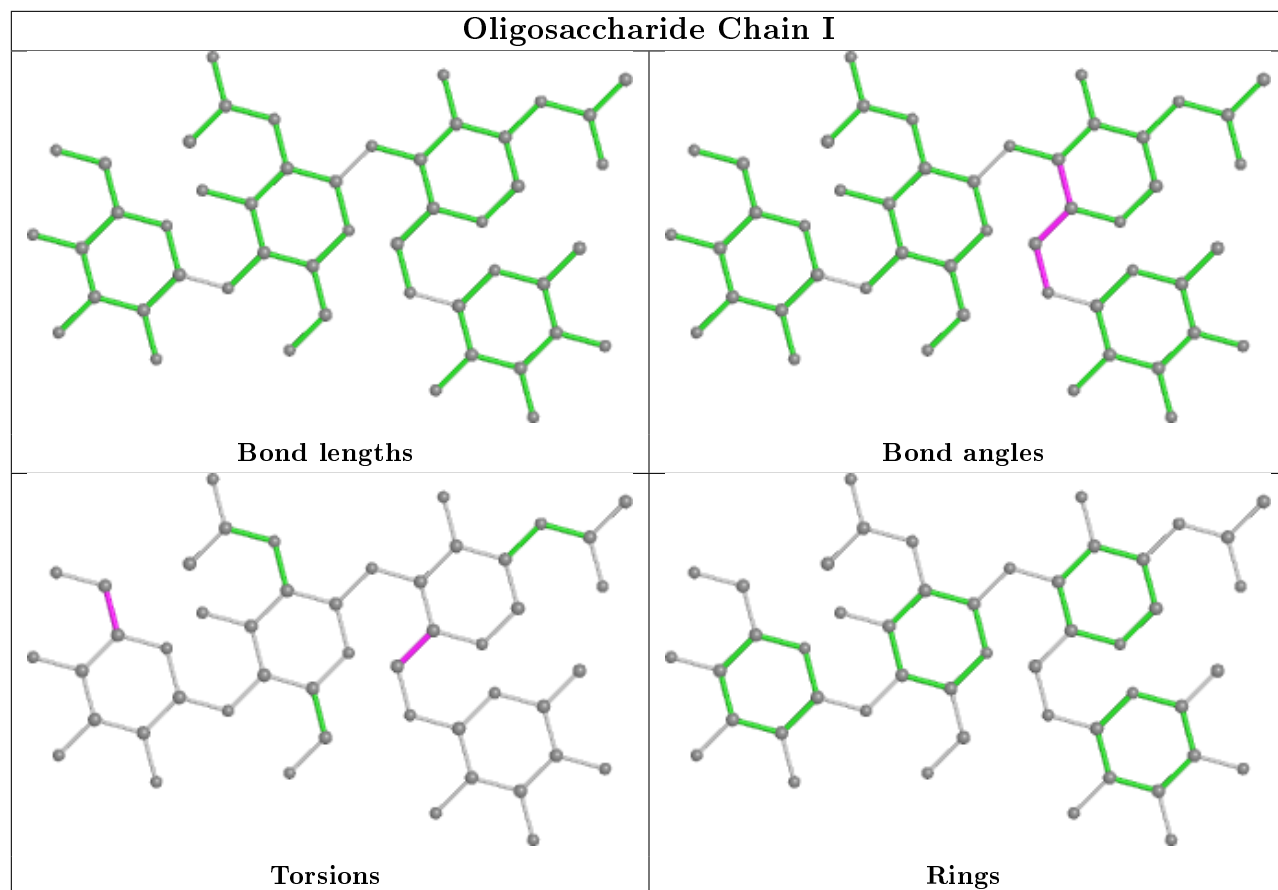 Oligosaccharide Chain I
Bond lengths
Bond angles
Torsions
Rings